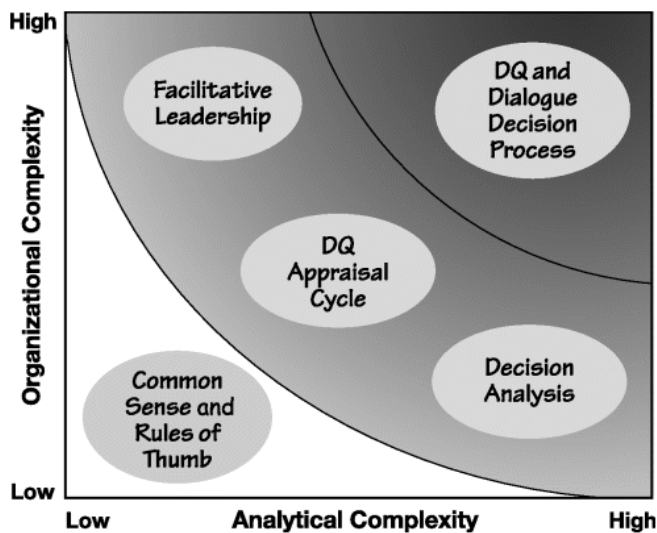 High
Facilitative
Leadership
DQ and
Dialogue
Decision
Process
Organizational Complexity
DQ
Appraisal
Cycle
Decision
Analysis
Common
Sense and
Rules of
Thumb
Low
Low
Analytical Complexity
High